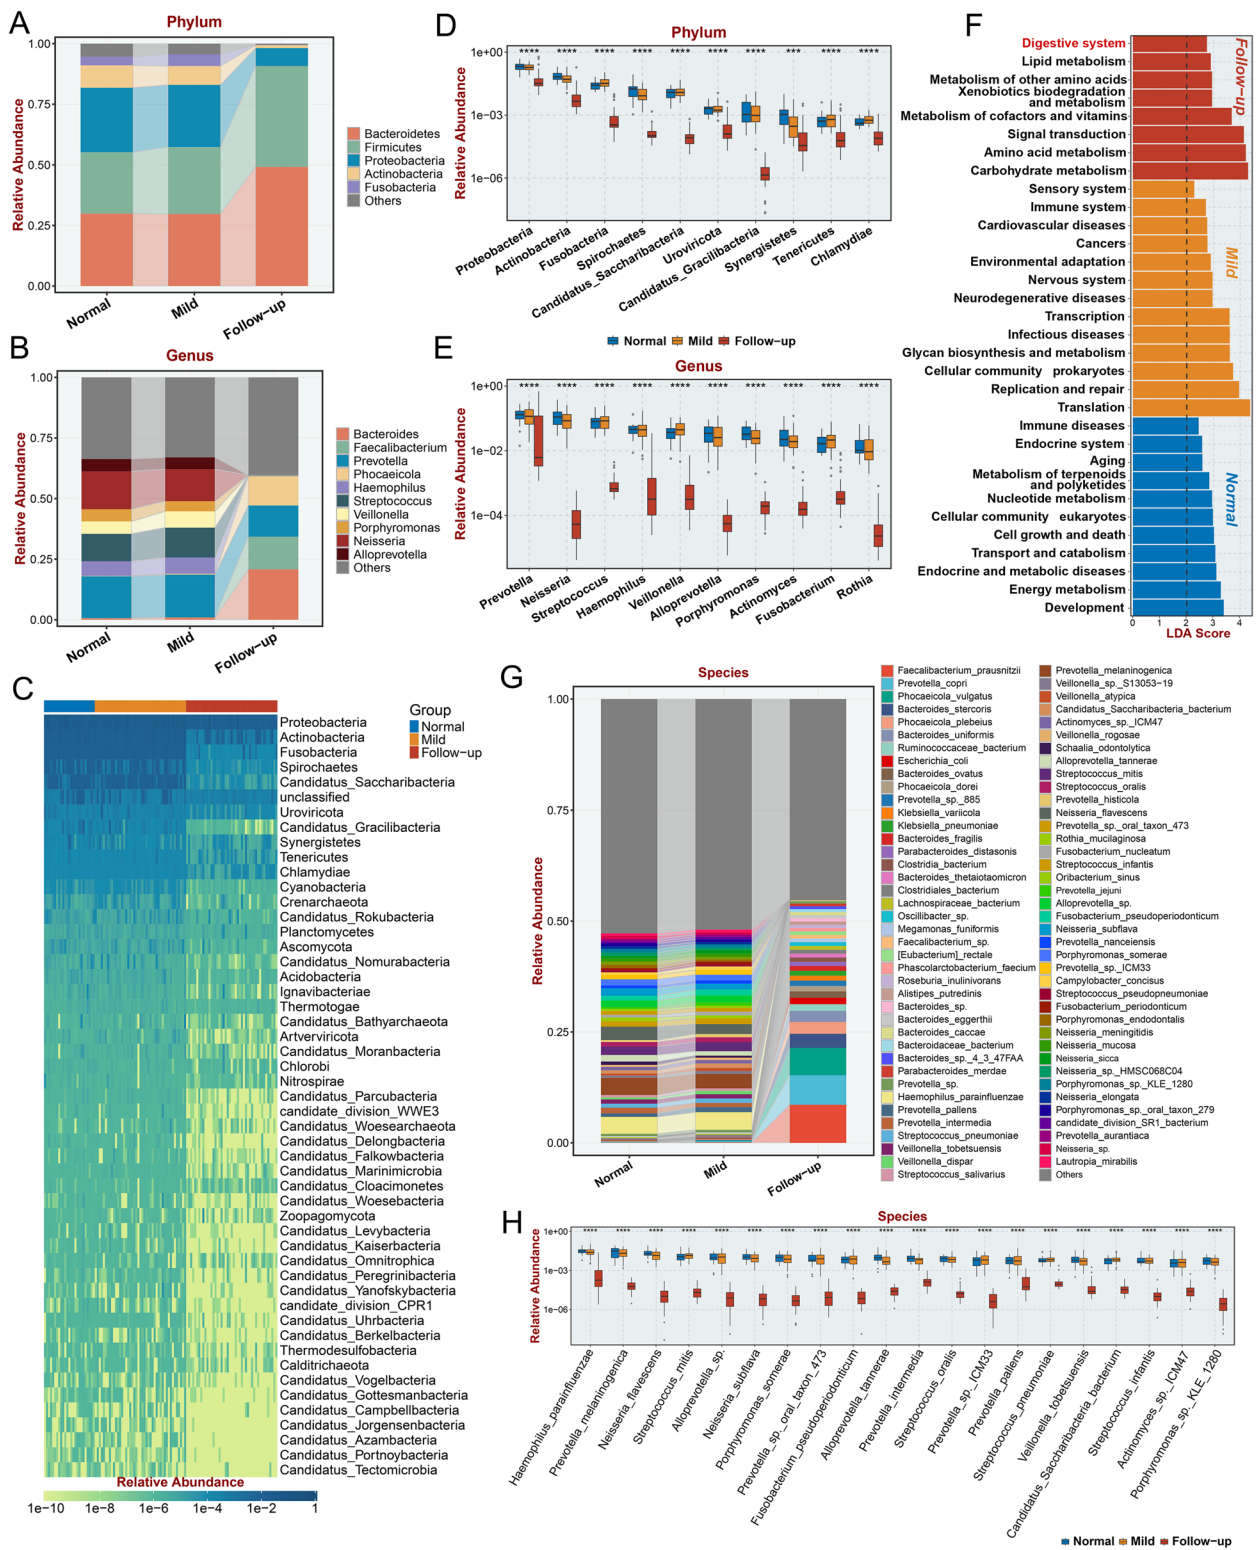 A
Phylum
Relative Abundance
1.00
0.75
0.50
0.25
0.00
Normal
Mild
Follow-up
Bacteroidetes
Firmicutes
Proteobacteria
Actinobacteria
Fusobacteria
Others
B
Genus
Relative Abundance
1.00
0.75
0.50
0.25
0.00
Normal
Mild
Follow-up
Bacteroides
Faecalibacterium
Prevotella
Phocaeicola
Haemophilus
Streptococcus
Veillonella
Porphyromonas
Neisseria
Alloprevotella
Others
C
Group
Normal
Mild
Follow-up
Proteobacteria
Actinobacteria
Fusobacteria
Spirochaetes
Candidatus_Saccharibacteria
unclassified
Uroviricota
Candidatus_Gracilibacteria
Synergistetes
Tenericutes
Chlamydiae
Cyanobacteria
Crenarchaeota
Candidatus_Rokubacteria
Planctomycetes
Ascomycota
Candidatus_Nomurabacteria
Acidobacteria
Ignavibacteriae
Thermotogae
Candidatus_Bathyarchaeota
Artverviricota
Candidatus_Moranbacteria
Chlorobi
Nitrospirae
Candidatus_Parcubacteria
candidate_division_WWE3
Candidatus_Woesearchaeota
Candidatus_Delongbacteria
Candidatus_Falkowbacteria
Candidatus_Marinimicrobia
Candidatus_Cloacimonetes
Candidatus_Woesebacteria
Zoopagomycota
Candidatus_Levybacteria
Candidatus_Kaiserbacteria
Candidatus_Omnitrophica
Candidatus_Peregrinibacteria
Candidatus_Yanofskybacteria
candidate_division_CPR1
Candidatus_Uhrbacteria
Candidatus_Berkelbacteria
Thermodesulfobacteria
Calditrichaeota
Candidatus_Vogelbacteria
Candidatus_Gottesmanbacteria
Candidatus_Campbellbacteria
Candidatus_Jorgensenbacteria
Candidatus_Azambacteria
Candidatus_Portnoybacteria
Candidatus_Tectomicrobia
Relative Abundance
1e-10 1e-8 1e-6 1e-4 1e-2 1
D
Phylum
Relative Abundance
1e+00
1e-03
1e-06
**** **** **** **** **** **** **** *** **** ****
Proteobacteria
Actinobacteria
Fusobacteria
Spirochaetes
Candidatus_Saccharibacteria
Uroviricota
Candidatus_Gracilibacteria
Synergistetes
Tenericutes
Chlamydiae
Normal Mild Follow-up
E
Genus
Relative Abundance
1e+00
1e-02
1e-04
**** **** **** **** **** **** **** **** **** ****
Prevotella
Neisseria
Streptococcus
Haemophilus
Veillonella
Alloprevotella
Porphyromonas
Actinomyces
Fusobacterium
Rothia
F
Digestive system
Lipid metabolism
Metabolism of other amino acids
Xenobiotics biodegradation
and metabolism
Metabolism of cofactors and vitamins
Signal transduction
Amino acid metabolism
Carbohydrate metabolism
Sensory system
Immune system
Cardiovascular diseases
Cancers
Environmental adaptation
Nervous system
Neurodegenerative diseases
Transcription
Infectious diseases
Glycan biosynthesis and metabolism
Cellular community prokaryotes
Replication and repair
Translation
Immune diseases
Endocrine system
Aging
Metabolism of terpenoids
and polyketides
Nucleotide metabolism
Cellular community eukaryotes
Cell growth and death
Transport and catabolism
Endocrine and metabolic diseases
Energy metabolism
Development
Follow-up
Mild
Normal
0 1 2 3 4
LDA Score
G
Species
Relative Abundance
1.00
0.75
0.50
0.25
0.00
Normal
Mild
Follow-up
Faecalibacterium_prausnitzii
Prevotella_copri
Phocaeicola_vulgatus
Bacteroides_stercoris
Phocaeicola_plebeius
Bacteroides_uniformis
Ruminococcaceae_bacterium
Escherichia_coli
Bacteroides_ovatus
Phocaeicola_dorei
Prevotella_sp._885
Klebsiella_variicola
Klebsiella_pneumoniae
Bacteroides_fragilis
Parabacteroides_distasonis
Clostridia_bacterium
Bacteroides_thetaiotaomicron
Clostridiales_bacterium
Lachnospiraceae_bacterium
Oscillibacter_sp.
Megamonas_funiformis
Faecalibacterium_sp.
[Eubacterium]_rectale
Phascolarctobacterium_faecium
Roseburia_inulinivorans
Alistipes_putredinis
Bacteroides_sp.
Bacteroides_eggerthii
Bacteroides_caccae
Bacteroidaceae_bacterium
Bacteroides_sp._4_3_47FAA
Parabacteroides_merdae
Prevotella_sp.
Haemophilus_parainfluenzae
Prevotella_pallens
Prevotella_intermedia
Streptococcus_pneumoniae
Veillonella_tobetsuensis
Veillonella_dispar
Streptococcus_salivarius
Prevotella_melaninogenica
Veillonella_sp._S13053-19
Veillonella_atypica
Candidatus_Saccharibacteria_bacterium
Actinomyces_sp._ICM47
Veillonella_rogosae
Schaalia_odontolytica
Alloprevotella_tannerae
Streptococcus_mitis
Streptococcus_oralis
Prevotella_histicola
Neisseria_flavescens
Prevotella_sp._oral_taxon_473
Rothia_mucilaginosa
Fusobacterium_nucleatum
Streptococcus_infantis
Oribacterium_sinus
Prevotella_jejuni
Alloprevotella_sp.
Fusobacterium_pseudoperiodonticum
Neisseria_subflava
Prevotella_nanceiensis
Porphyromonas_somerae
Prevotella_sp._ICM33
Campylobacter_concisus
Streptococcus_pseudopneumoniae
Fusobacterium_periodonticum
Porphyromonas_endodontalis
Neisseria_meningitidis
Neisseria_mucosa
Neisseria_sicca
Neisseria_sp._HMSC068C04
Porphyromonas_sp._KLE_1280
Neisseria_elongata
Porphyromonas_sp._oral_taxon_279
candidate_division_SR1_bacterium
Prevotella_aurantiaca
Neisseria_sp.
Lautropia_mirabilis
Others
H
Species
Relative Abundance
1e+00
1e-03
1e-06
**** **** **** **** **** **** **** **** **** **** **** **** **** **** **** **** **** **** **** ****
Haemophilus_parainfluenzae
Prevotella_melaninogenica
Neisseria_flavescens
Streptococcus_mitis
Alloprevotella_sp.
Neisseria_subflava
Porphyromonas_somerae
Prevotella_sp._oral_taxon_473
Fusobacterium_pseudoperiodonticum
Alloprevotella_tannerae
Prevotella_intermedia
Streptococcus_oralis
Prevotella_sp._ICM33
Prevotella_pallens
Streptococcus_pneumoniae
Veillonella_tobetsuensis
Candidatus_Saccharibacteria_bacterium
Streptococcus_infantis
Actinomyces_sp._ICM47
Porphyromonas_sp._KLE_1280
Normal Mild Follow-up